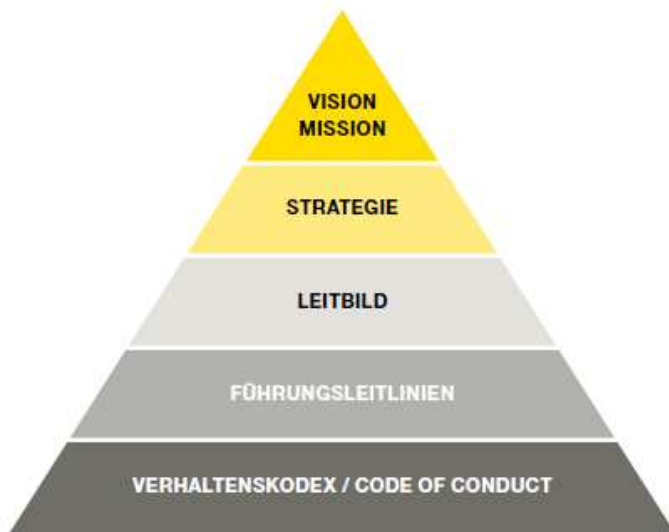 VISION
MISSION
STRATEGIE
LEITBILD
FÜHRUNGSLEITLINIEN
VERHALTENSKODEX / CODE OF CONDUCT